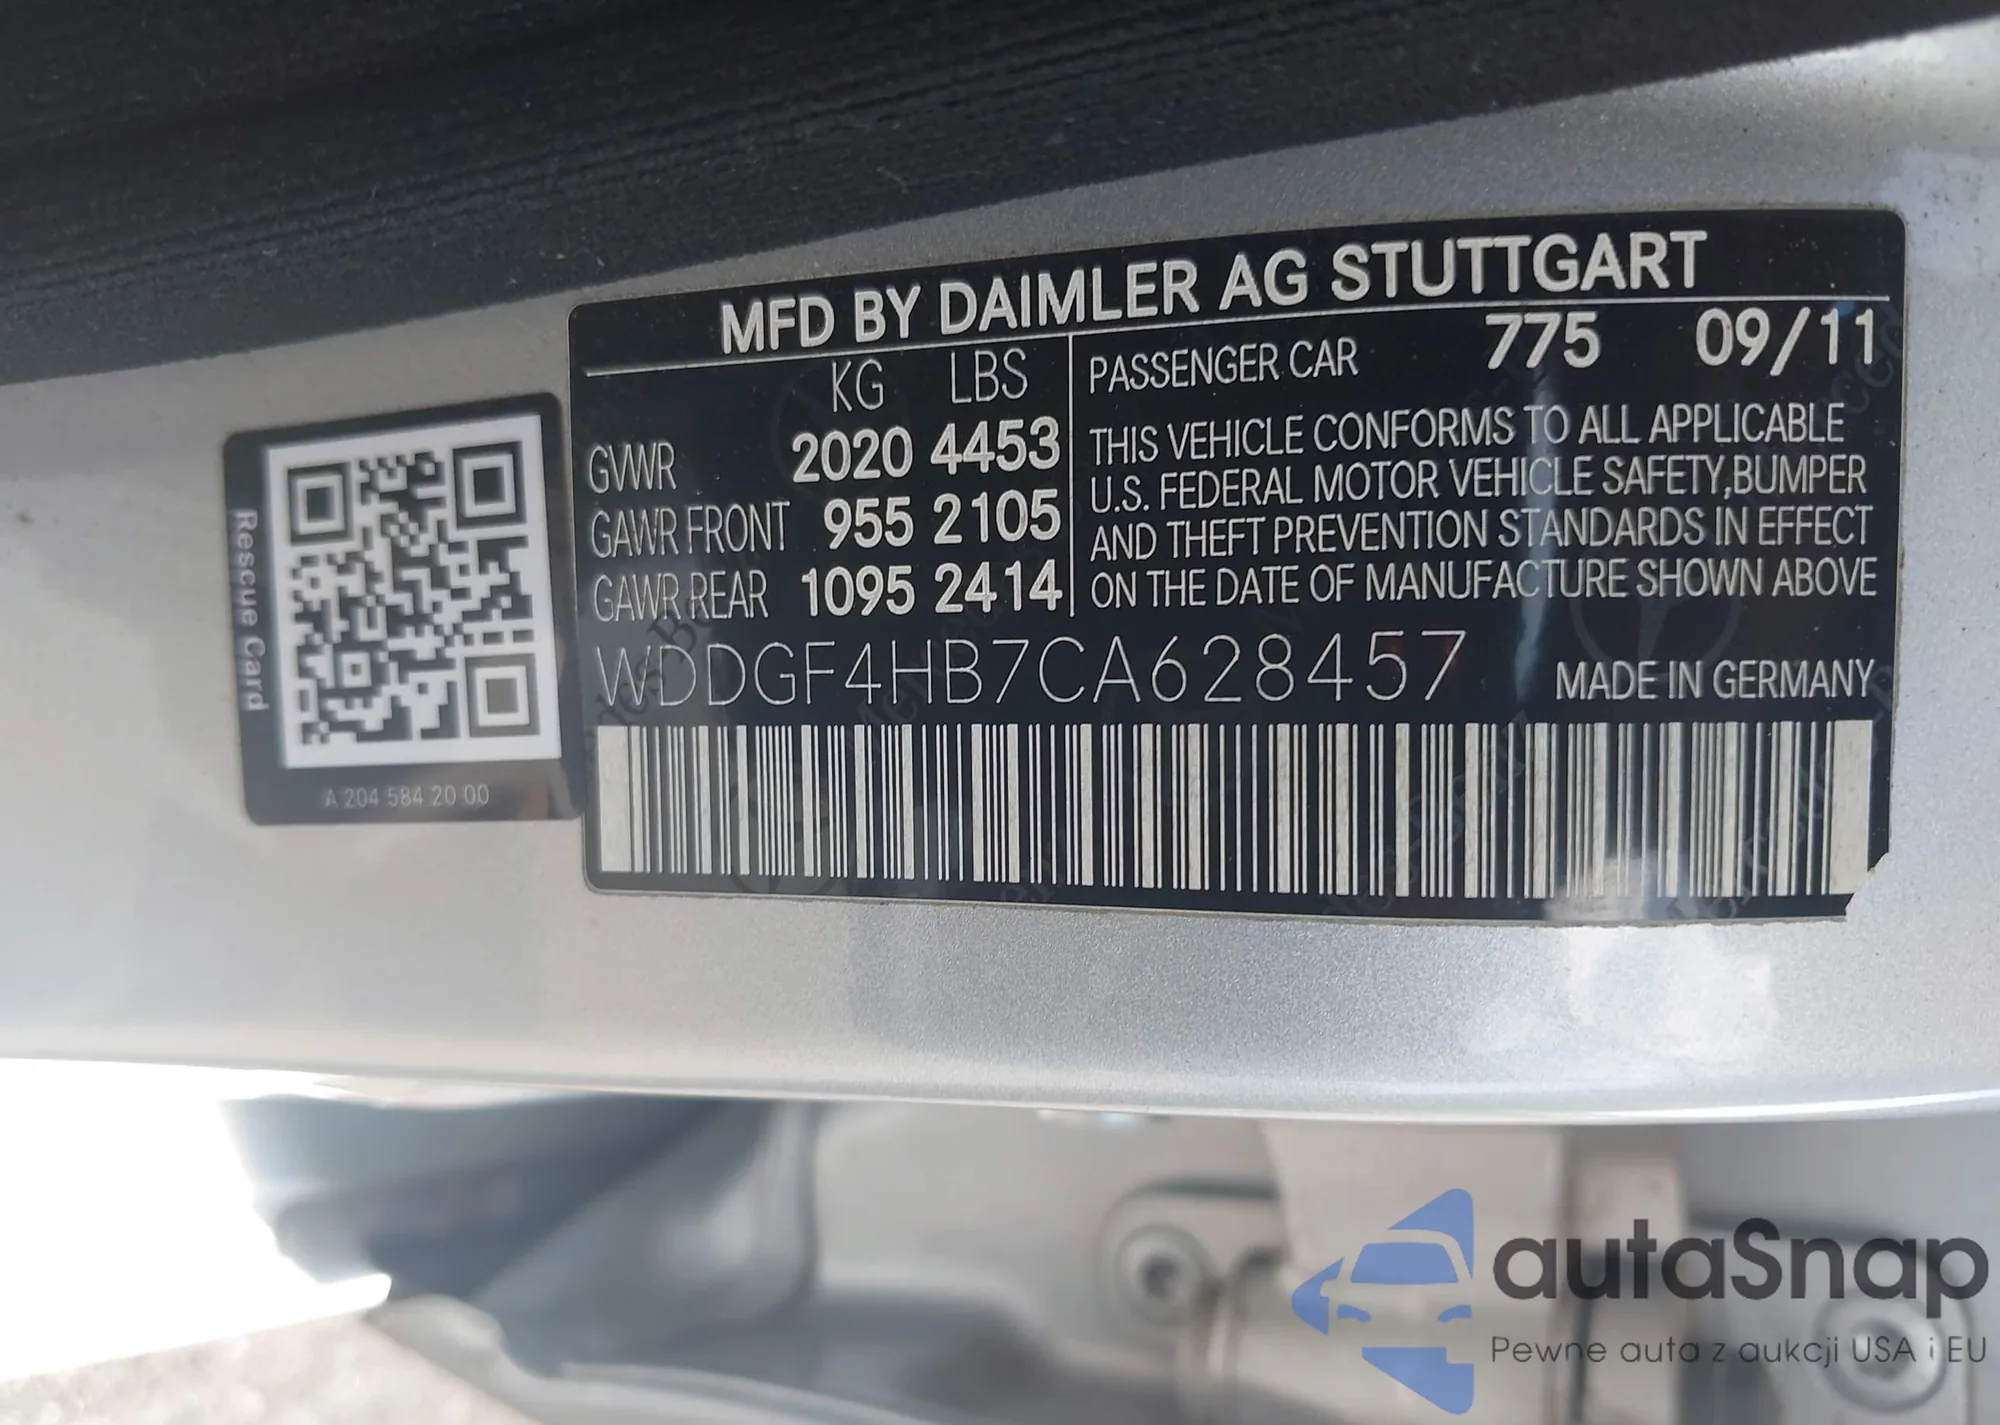 MFD BY DAIMLER AG STUTTGART
KG LBS
GVWR 2020 4453
GAWR FRONT 955 2105
GAWR REAR 1095 2414
PASSENGER CAR 775 09/11
THIS VEHICLE CONFORMS TO ALL APPLICABLE
U.S. FEDERAL MOTOR VEHICLE SAFETY,BUMPER
AND THEFT PREVENTION STANDARDS IN EFFECT
ON THE DATE OF MANUFACTURE SHOWN ABOVE
WDDGF4HB7CA628457
MADE IN GERMANY
Rescue Card
A 204 584 20 00
autaSnap
Pewne auta z aukcji USA i EU